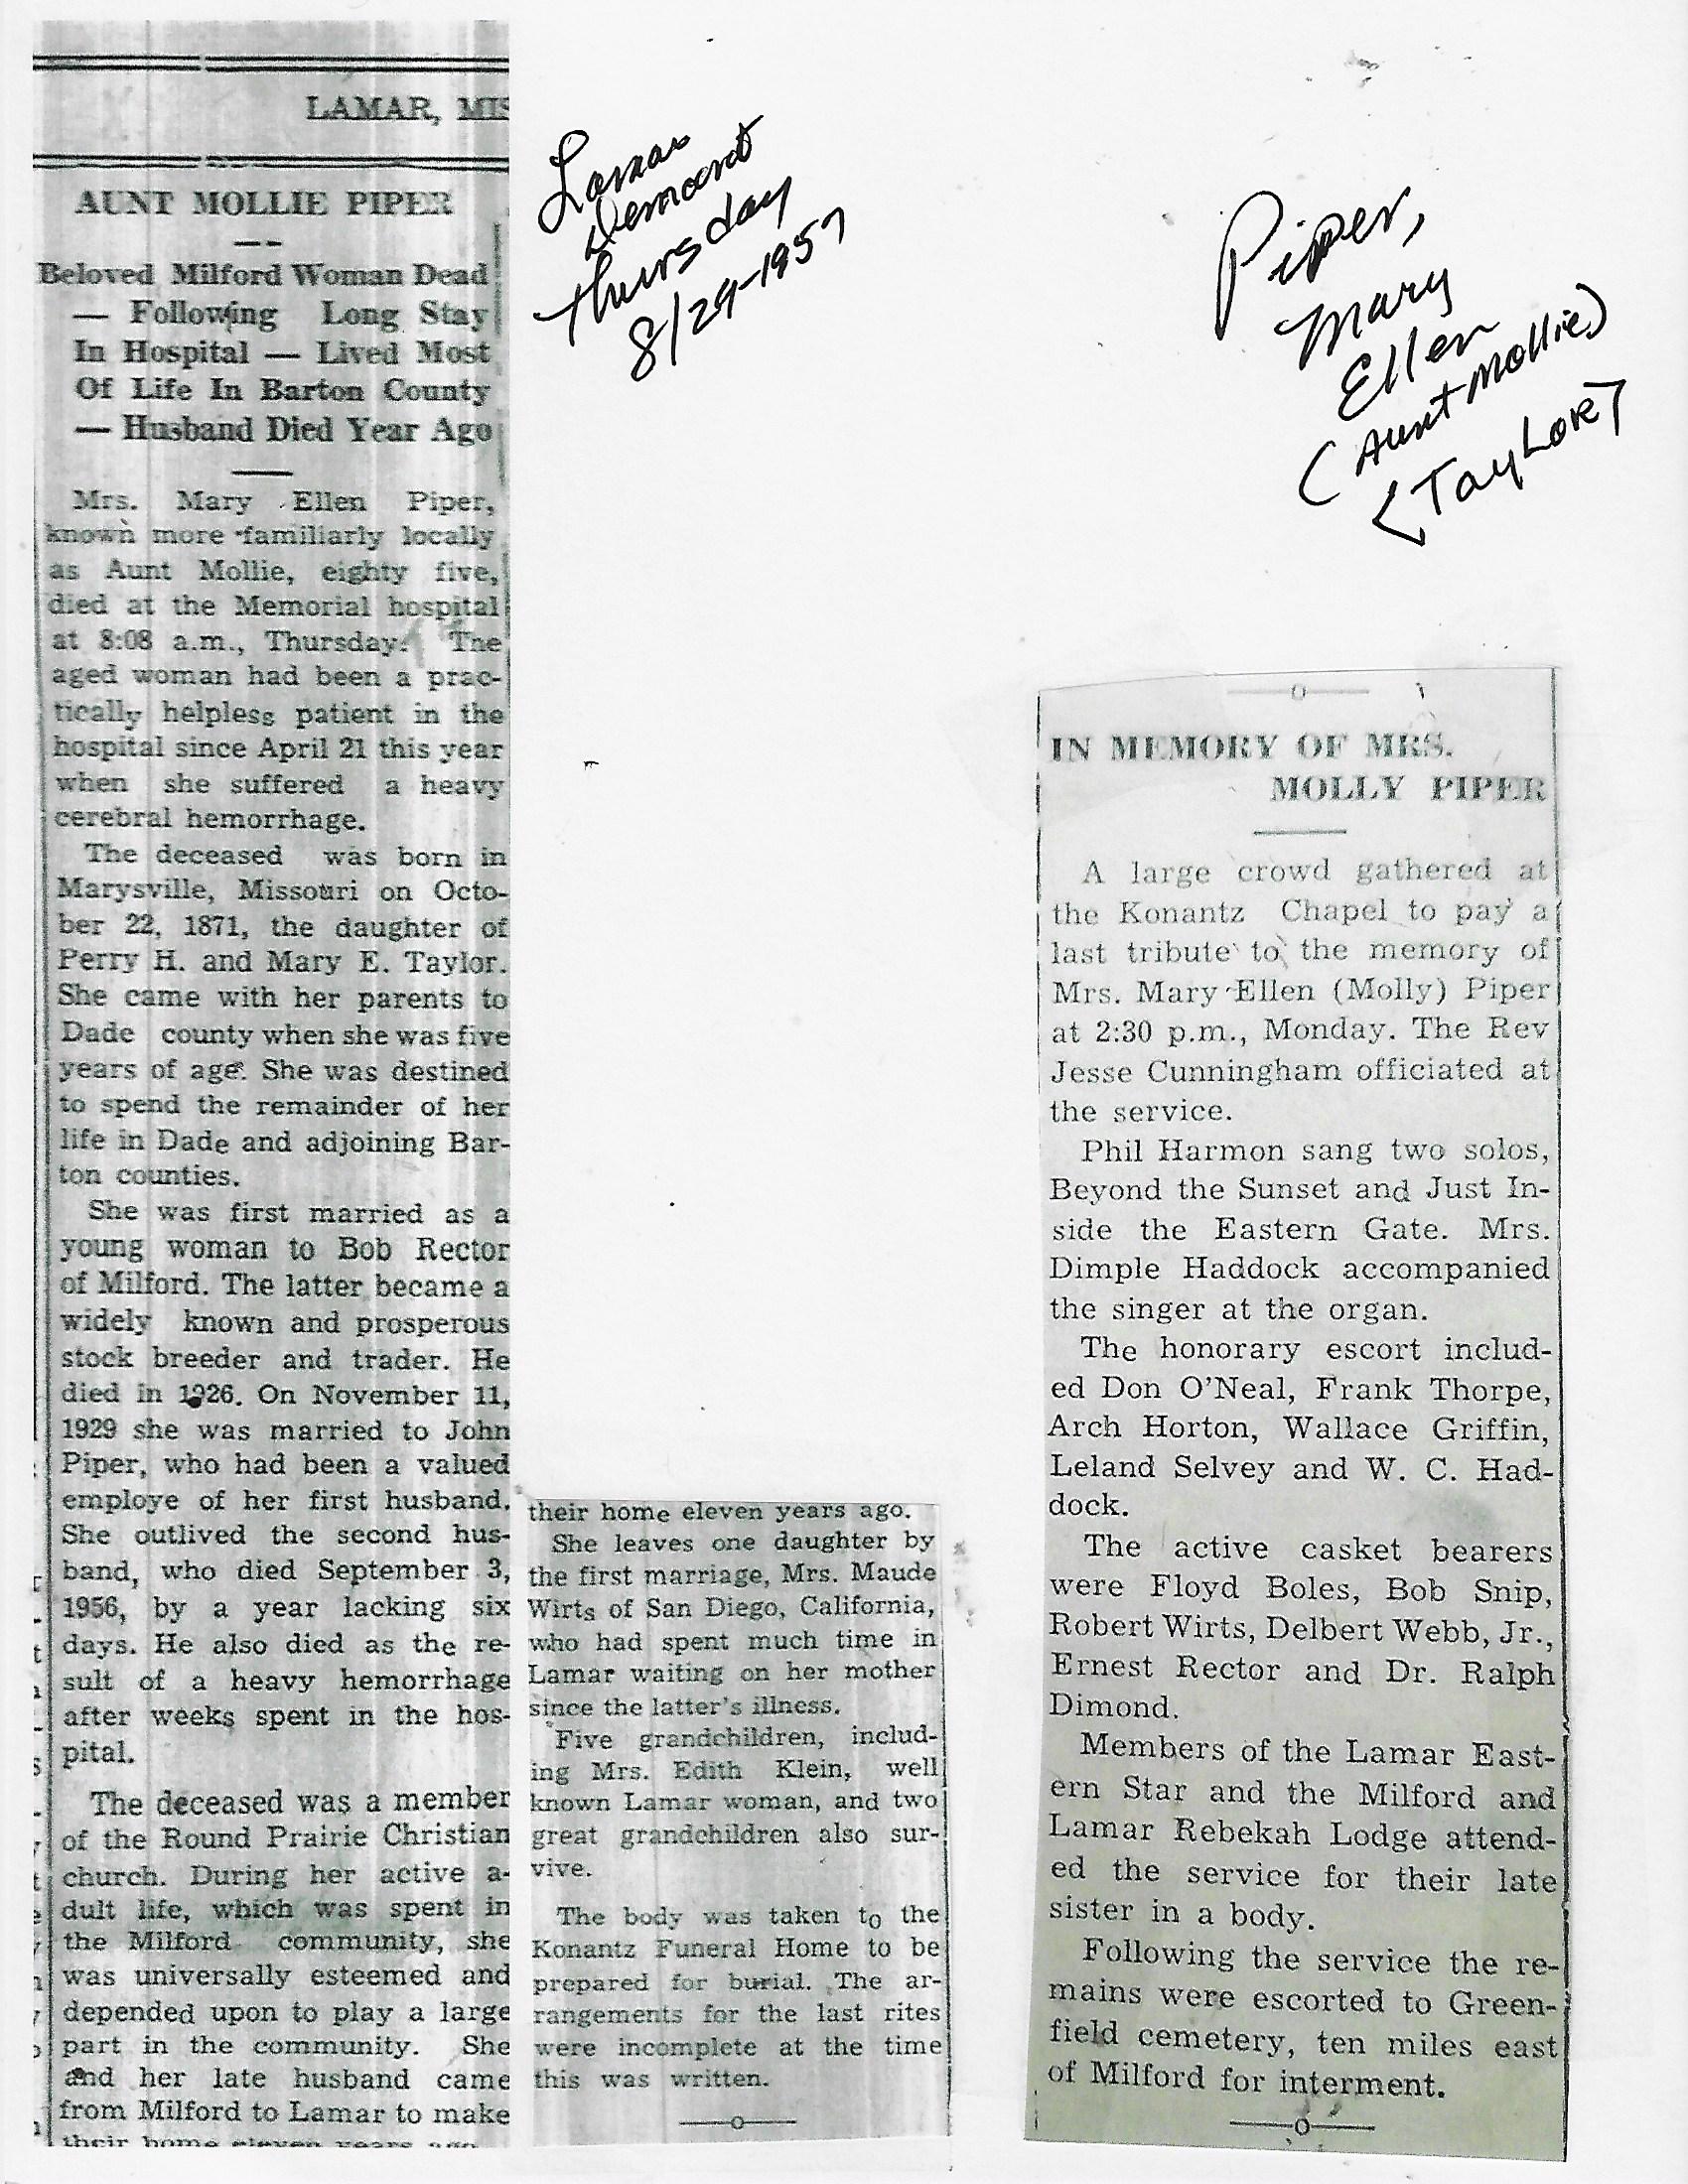 LAMAR, MIS
AUNT MOLLIE PIPER
Beloved Milford Woman Dead
— Following Long Stay
In Hospital — Lived Most
Of Life In Barton County
— Husband Died Year Ago
Mrs. Mary Ellen Piper,
known more familiarly locally
as Aunt Mollie, eighty five,
died at the Memorial hospital
at 8:08 a.m., Thursday. The
aged woman had been a prac-
tically helpless patient in the
hospital since April 21 this year
when she suffered a heavy
cerebral hemorrhage.
The deceased was born in
Marysville, Missouri on Octo-
ber 22, 1871, the daughter of
Perry H. and Mary E. Taylor.
She came with her parents to
Dade county when she was five
years of age. She was destined
to spend the remainder of her
life in Dade and adjoining Bar-
ton counties.
She was first married as a
young woman to Bob Rector
of Milford. The latter became a
widely known and prosperous
stock breeder and trader. He
died in 1926. On November 11,
1929 she was married to John
Piper, who had been a valued
employe of her first husband.
She outlived the second hus-
band, who died September 3,
1956, by a year lacking six
days. He also died as the re-
sult of a heavy hemorrhage
after weeks spent in the hos-
pital.
The deceased was a member
of the Round Prairie Christian
church. During her active a-
dult life, which was spent in
the Milford community, she
was universally esteemed and
depended upon to play a large
part in the community. She
and her late husband came
from Milford to Lamar to make
their home eleven years ago.
Lamar
Democrat
Thursday
8/29-1957
their home eleven years ago.
She leaves one daughter by
the first marriage, Mrs. Maude
Wirts of San Diego, California,
who had spent much time in
Lamar waiting on her mother
since the latter's illness.
Five grandchildren, includ-
ing Mrs. Edith Klein, well
known Lamar woman, and two
great grandchildren also sur-
vive.
The body was taken to the
Konantz Funeral Home to be
prepared for burial. The ar-
rangements for the last rites
were incomplete at the time
this was written.
Piper,
Mary
Ellen
(Aunt Mollie)
<Taylor>
IN MEMORY OF MRS.
MOLLY PIPER
A large crowd gathered at
the Konantz Chapel to pay a
last tribute to the memory of
Mrs. Mary Ellen (Molly) Piper
at 2:30 p.m., Monday. The Rev
Jesse Cunningham officiated at
the service.
Phil Harmon sang two solos,
Beyond the Sunset and Just In-
side the Eastern Gate. Mrs.
Dimple Haddock accompanied
the singer at the organ.
The honorary escort includ-
ed Don O'Neal, Frank Thorpe,
Arch Horton, Wallace Griffin,
Leland Selvey and W. C. Had-
dock.
The active casket bearers
were Floyd Boles, Bob Snip,
Robert Wirts, Delbert Webb, Jr.,
Ernest Rector and Dr. Ralph
Dimond.
Members of the Lamar East-
ern Star and the Milford and
Lamar Rebekah Lodge attend-
ed the service for their late
sister in a body.
Following the service the re-
mains were escorted to Green-
field cemetery, ten miles east
of Milford for interment.